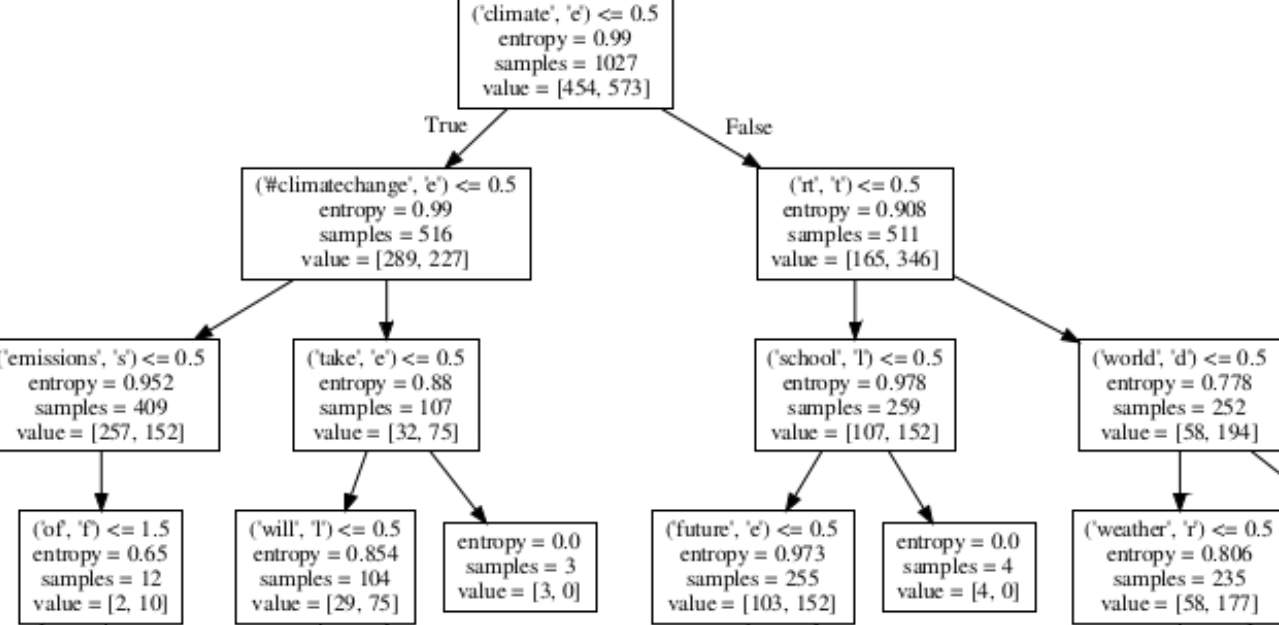 ('climate', 'e') <= 0.5
entropy = 0.99
samples = 1027
value = [454, 573]
True
False
('#climatechange', 'e') <= 0.5
entropy = 0.99
samples = 516
value = [289, 227]
('rt', 't') <= 0.5
entropy = 0.908
samples = 511
value = [165, 346]
('emissions', 's') <= 0.5
entropy = 0.952
samples = 409
value = [257, 152]
('take', 'e') <= 0.5
entropy = 0.88
samples = 107
value = [32, 75]
('school', 'l') <= 0.5
entropy = 0.978
samples = 259
value = [107, 152]
('world', 'd') <= 0.5
entropy = 0.778
samples = 252
value = [58, 194]
('of', 'f') <= 1.5
entropy = 0.65
samples = 12
value = [2, 10]
('will', 'l') <= 0.5
entropy = 0.854
samples = 104
value = [29, 75]
entropy = 0.0
samples = 3
value = [3, 0]
('future', 'e') <= 0.5
entropy = 0.973
samples = 255
value = [103, 152]
entropy = 0.0
samples = 4
value = [4, 0]
('weather', 'r') <= 0.5
entropy = 0.806
samples = 235
value = [58, 177]